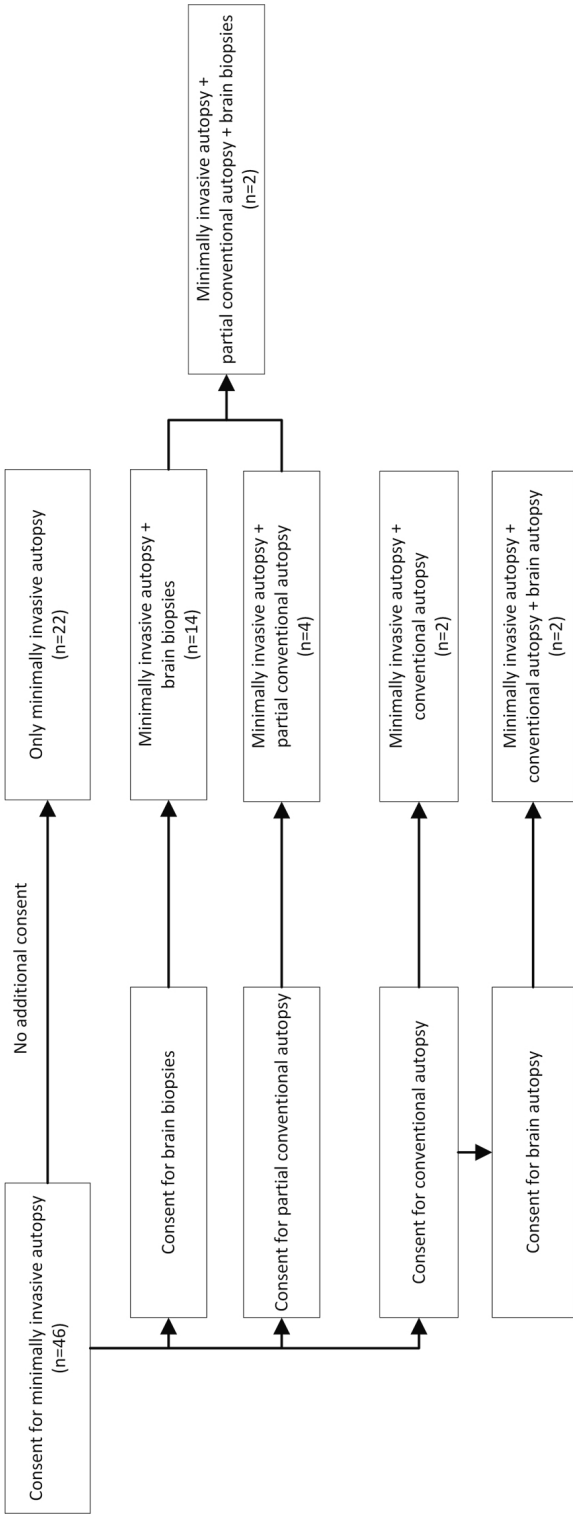 Consent for minimally invasive autopsy
(n=46)
No additional consent
Only minimally invasive autopsy
(n=22)
Consent for brain biopsies
Minimally invasive autopsy +
brain biopsies
(n=14)
Consent for partial conventional autopsy
Minimally invasive autopsy +
partial conventional autopsy
(n=4)
Minimally invasive autopsy +
partial conventional autopsy + brain biopsies
(n=2)
Consent for conventional autopsy
Minimally invasive autopsy +
conventional autopsy
(n=2)
Consent for brain autopsy
Minimally invasive autopsy +
conventional autopsy + brain autopsy
(n=2)